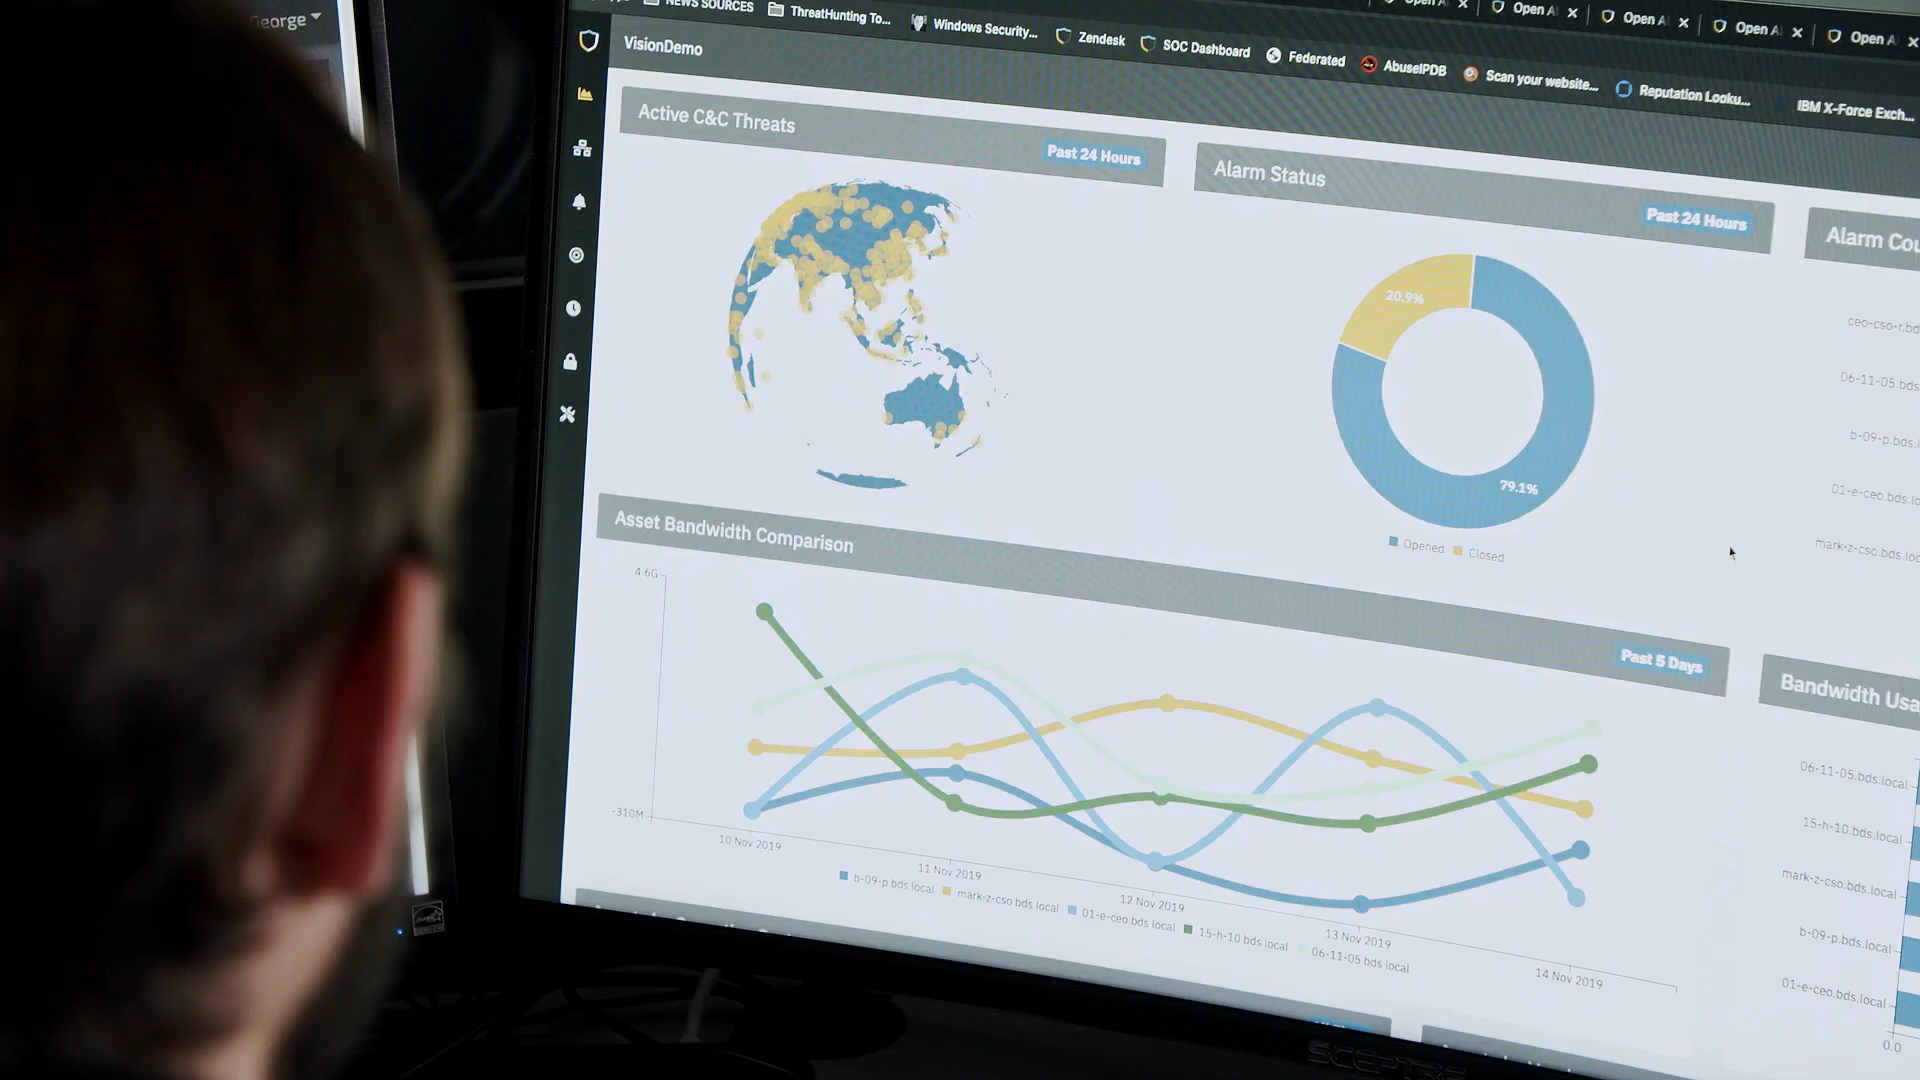 George
NEWS SOURCES
ThreatHunting To...
Windows Security...
Zendesk
SOC Dashboard
Federated
AbuseIPDB
Scan your website...
Reputation Looku...
IBM X-Force Exch...
Open A
Open A
Open A
Open A
VisionDemo
Active C&C Threats
Past 24 Hours
Alarm Status
Past 24 Hours
Alarm Cou
20.9%
79.1%
Opened
Closed
ceo-cso-r.bd
06-11-05.bds
b-09-p.bds.l
01-e-ceo.bds.lo
mark-z-cso.bds.loc
Asset Bandwidth Comparison
Past 5 Days
4.6G
-310M
10 Nov 2019
11 Nov 2019
12 Nov 2019
13 Nov 2019
14 Nov 2019
b-09-p bds local
mark-z-cso bds local
01-e-ceo bds local
15-h-10 bds local
06-11-05 bds local
Bandwidth Usa
06-11-05.bds.local
15-h-10.bds.local
mark-z-cso.bds.local
b-09-p.bds.local
01-e-ceo.bds.local
0.0
SCEPTRE